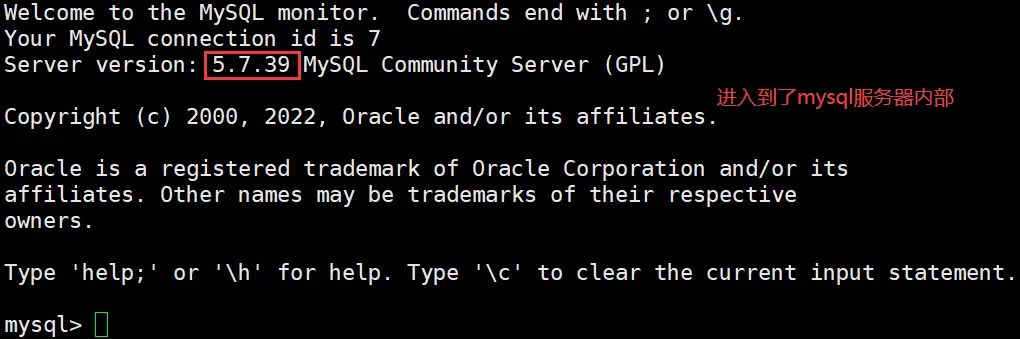 Welcome to the MySQL monitor.  Commands end with ; or \g.
Your MySQL connection id is 7
Server version: 5.7.39 MySQL Community Server (GPL)
进入到了mysql服务器内部
Copyright (c) 2000, 2022, Oracle and/or its affiliates.
Oracle is a registered trademark of Oracle Corporation and/or its
affiliates. Other names may be trademarks of their respective
owners.
Type 'help;' or '\h' for help. Type '\c' to clear the current input statement.
mysql>